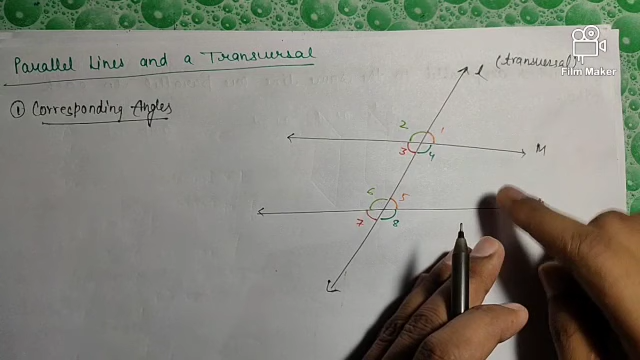 Parallel Lines and a Transversal
① Corresponding Angles
l (transversal)
Film Maker
2 1
3 4
M
6 5
7 8